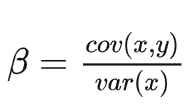 β = cov(x,y) / var(x)